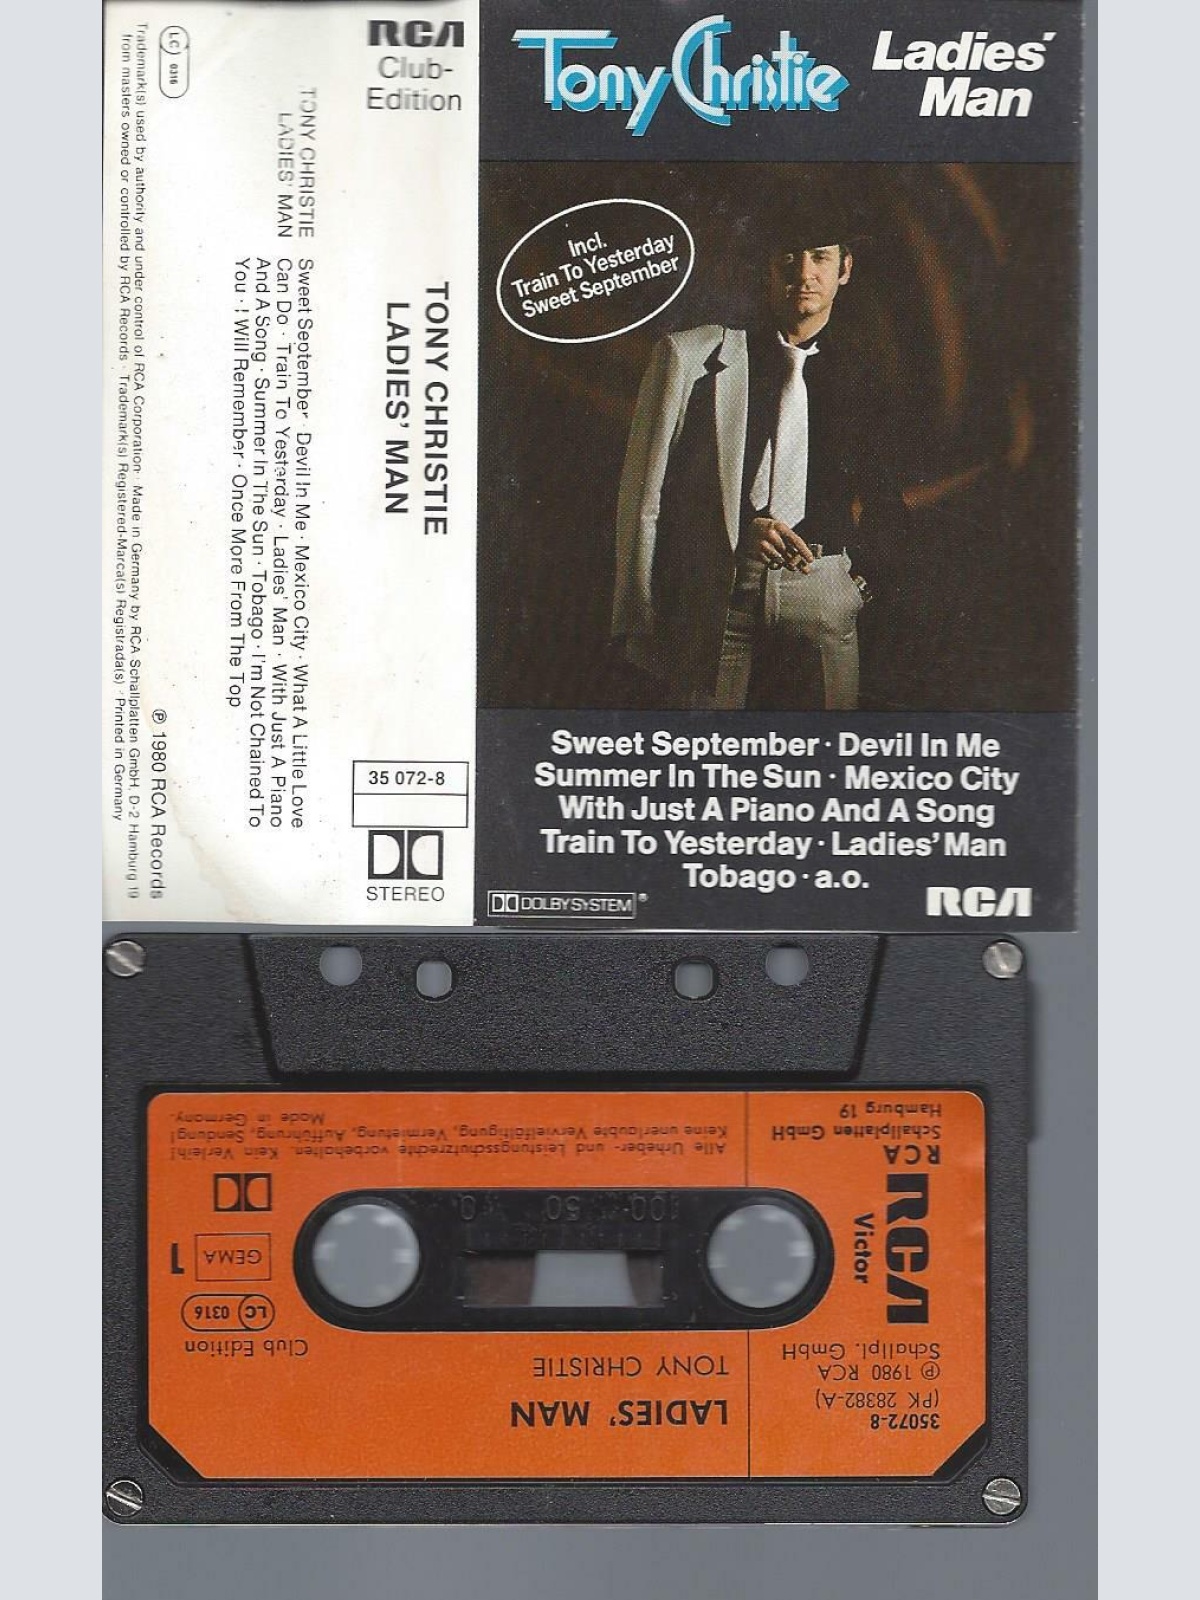 Tony Christie
Ladies'
Man
Incl.
Train To Yesterday
Sweet September
Sweet September · Devil In Me
Summer In The Sun · Mexico City
With Just A Piano And A Song
Train To Yesterday · Ladies' Man
Tobago · a.o.
DOLBY SYSTEM®
RCA
RCA
Club-
Edition
TONY CHRISTIE
LADIES' MAN
35 072-8
STEREO
TONY CHRISTIE
LADIES' MAN
Sweet September · Devil In Me · Mexico City · What A Little Love
Can Do · Train To Yesterday · Ladies' Man · With Just A Piano
And A Song · Summer In The Sun · Tobago · I'm Not Chained To
You · I Will Remember · Once More From The Top
LC 0316
℗ 1980 RCA Records
Trademark(s) used by authority and under control of RCA Corporation · Made in Germany by RCA Schallplatten GmbH, D-2 Hamburg 19
from masters owned or controlled by RCA Records · Trademark(s) Registered-Marca(s) Registrada(s) · Printed in Germany
35072-8
(PK 28382-A)
℗ 1980 RCA
Schallpl. GmbH
RCA
Victor
RCA
Schallplatten GmbH
Hamburg 19
LADIES' MAN
TONY CHRISTIE
Club Edition
LC 0316
GEMA
1
100 50 0
Alle Urheber- und Leistungsschutzrechte vorbehalten. Kein Verleih!
Keine unerlaubte Vervielfältigung, Vermietung, Aufführung, Sendung!
Made in Germany.